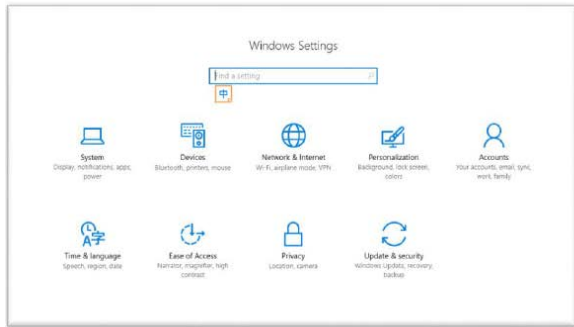 Windows Settings
Find a setting
中
System
Display, notifications, apps,
power
Devices
Bluetooth, printers, mouse
Network & Internet
Wi-Fi, airplane mode, VPN
Personalization
Background, lock screen,
colors
Accounts
Your accounts, email, sync,
work, family
A字
Time & language
Speech, region, date
Ease of Access
Narrator, magnifier, high
contrast
Privacy
Location, camera
Update & security
Windows Update, recovery,
backup